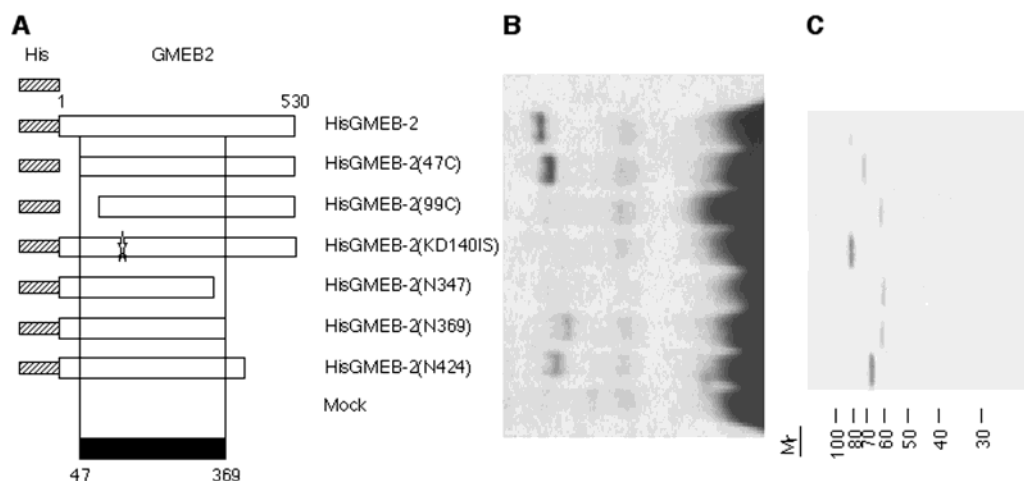 A
B
C
His
GMEB2
1
530
HisGMEB-2
HisGMEB-2(47C)
HisGMEB-2(99C)
HisGMEB-2(KD140IS)
HisGMEB-2(N347)
HisGMEB-2(N369)
HisGMEB-2(N424)
Mock
47
369
Mr
100
80
70
60
50
40
30